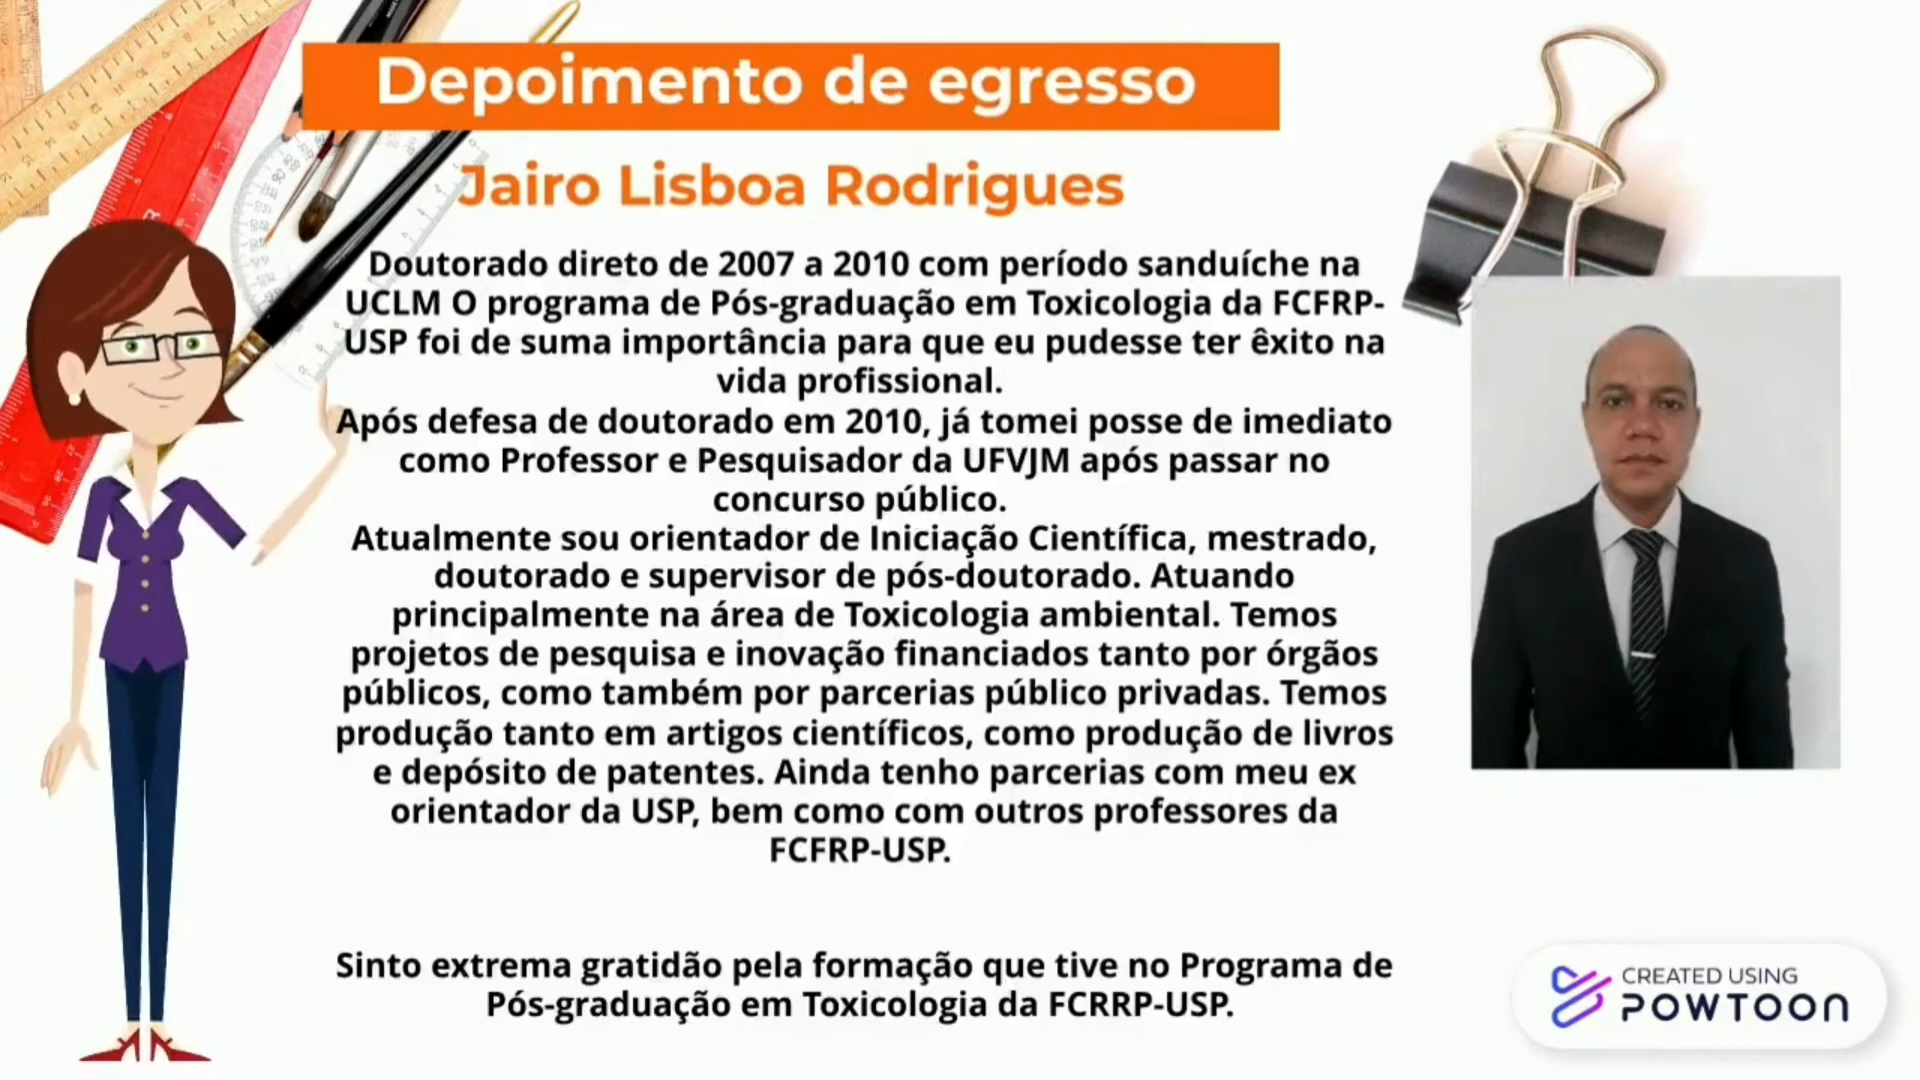 Depoimento de egresso
Jairo Lisboa Rodrigues
Doutorado direto de 2007 a 2010 com período sanduíche na
UCLM O programa de Pós-graduação em Toxicologia da FCFRP-
USP foi de suma importância para que eu pudesse ter êxito na
vida profissional.
Após defesa de doutorado em 2010, já tomei posse de imediato
como Professor e Pesquisador da UFVJM após passar no
concurso público.
Atualmente sou orientador de Iniciação Científica, mestrado,
doutorado e supervisor de pós-doutorado. Atuando
principalmente na área de Toxicologia ambiental. Temos
projetos de pesquisa e inovação financiados tanto por órgãos
públicos, como também por parcerias público privadas. Temos
produção tanto em artigos científicos, como produção de livros
e depósito de patentes. Ainda tenho parcerias com meu ex
orientador da USP, bem como com outros professores da
FCFRP-USP.
Sinto extrema gratidão pela formação que tive no Programa de
Pós-graduação em Toxicologia da FCRRP-USP.
CREATED USING
POWTOON